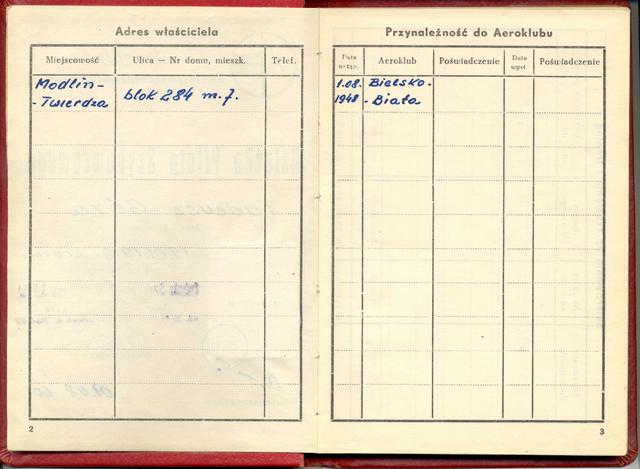 Adres właściciela
Miejscowość Ulica — Nr domu, mieszk. Telef.
Modlin-
-Twierdza blok 284 m. 7.
2
Przynależność do Aeroklubu
Data wstąp. Aeroklub Poświadczenie Data wyst. Poświadczenie
1.08. Bielsko-
1948 -Biała
3